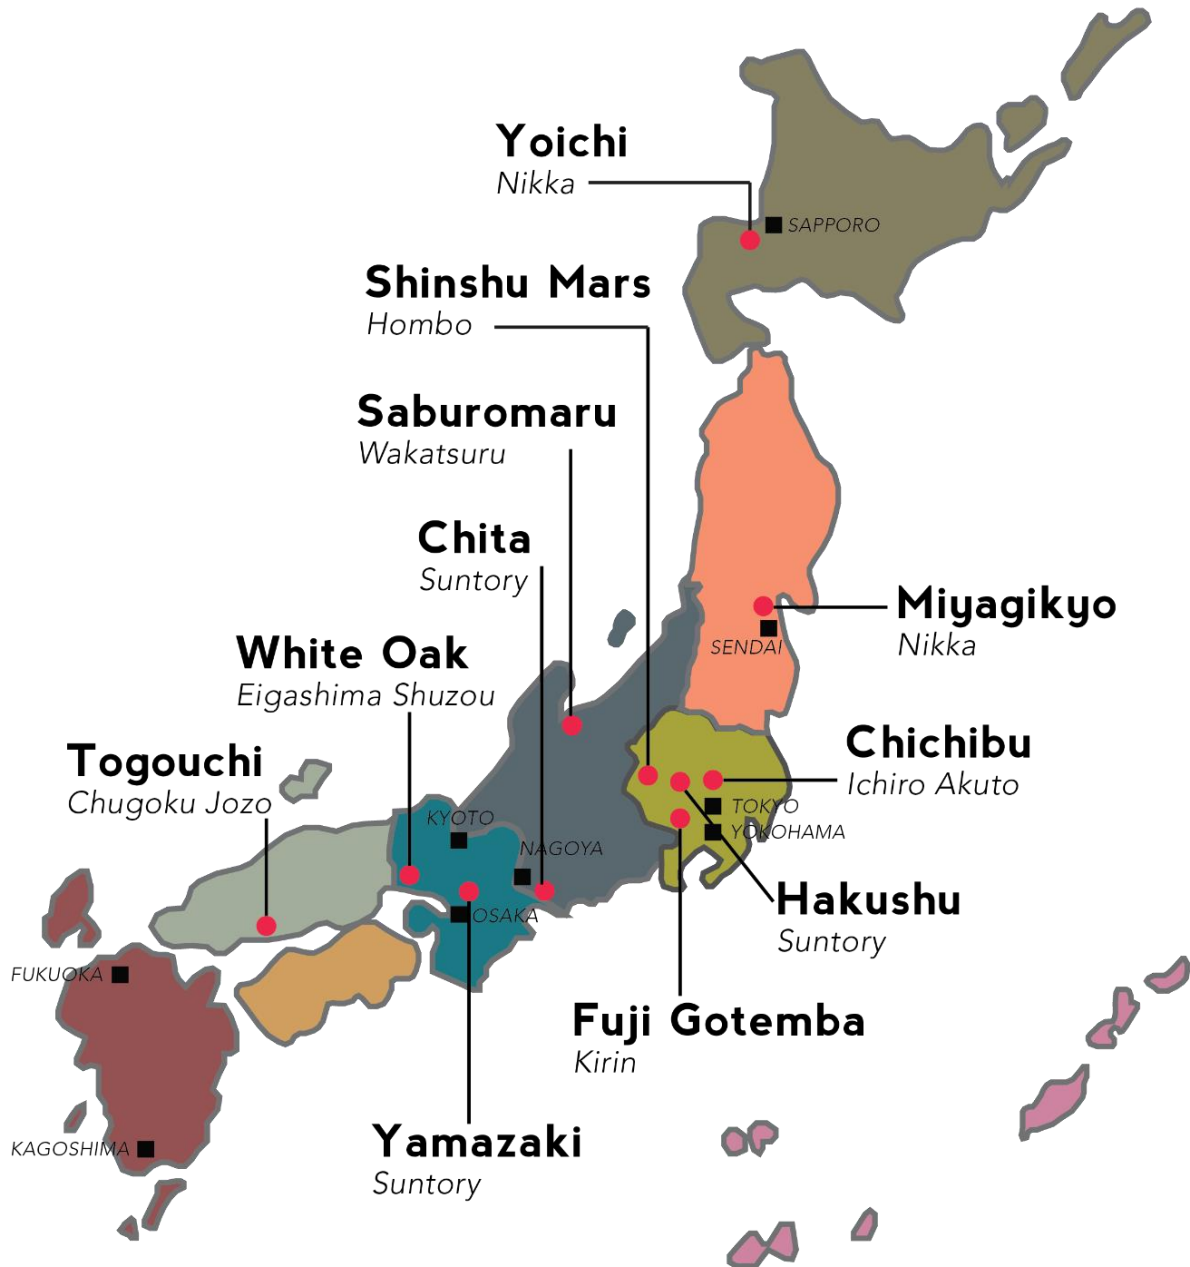 Yoichi
Nikka
SAPPORO
Shinshu Mars
Hombo
Saburomaru
Wakatsuru
Chita
Suntory
Miyagikyo
Nikka
SENDAI
White Oak
Eigashima Shuzou
Chichibu
Ichiro Akuto
Togouchi
Chugoku Jozo
TOKYO
KYOTO
YOKOHAMA
NAGOYA
Hakushu
Suntory
OSAKA
FUKUOKA
Fuji Gotemba
Kirin
Yamazaki
Suntory
KAGOSHIMA